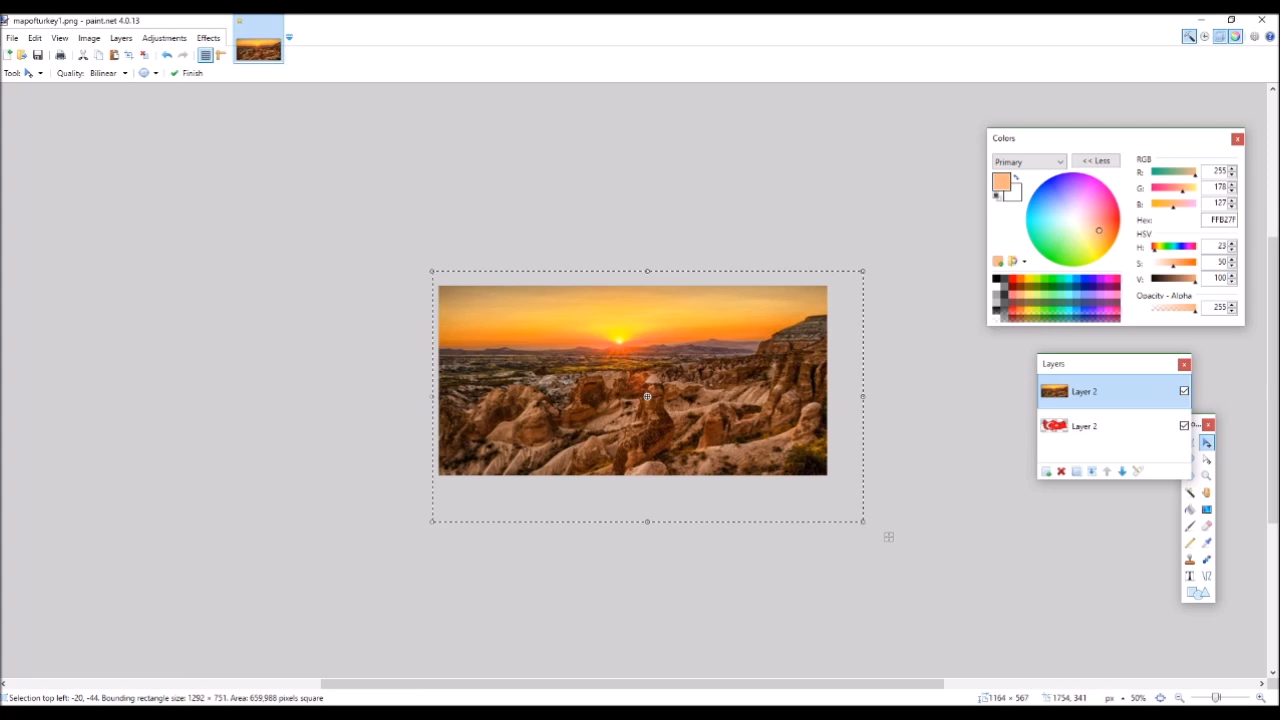 mapofturkey1.png - paint.net 4.0.13
File Edit View Image Layers Adjustments Effects
Tool: Quality: Bilinear Finish
Colors
Primary << Less
RGB
R: 255
G: 178
B: 127
Hex: FFB27F
HSV
H: 23
S: 50
V: 100
Opacity - Alpha
255
Layers
Layer 2
Layer 2
Selection top left: -20, -44. Bounding rectangle size: 1292 × 751. Area: 659,988 pixels square 1164 × 567 1754, 341 px 50%